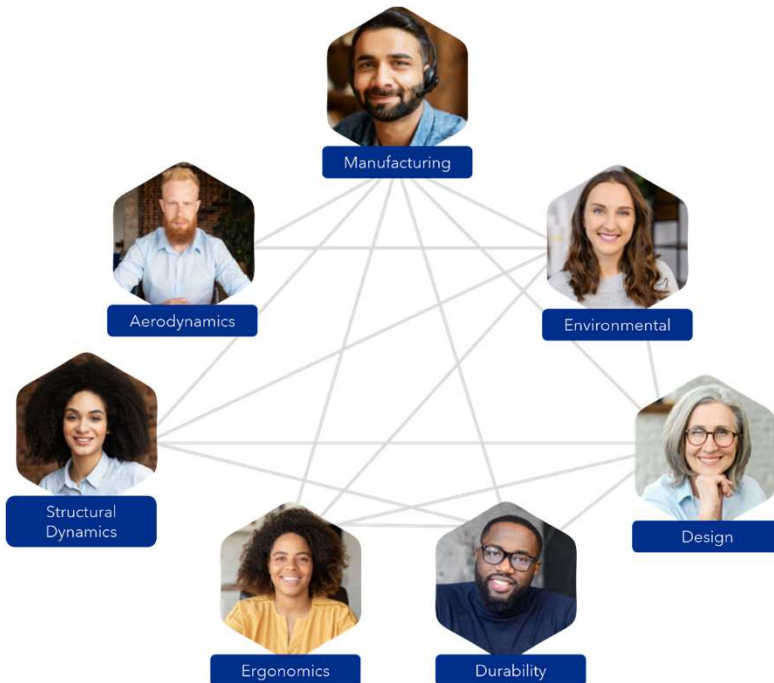 Manufacturing
Aerodynamics
Environmental
Structural
Dynamics
Design
Ergonomics
Durability